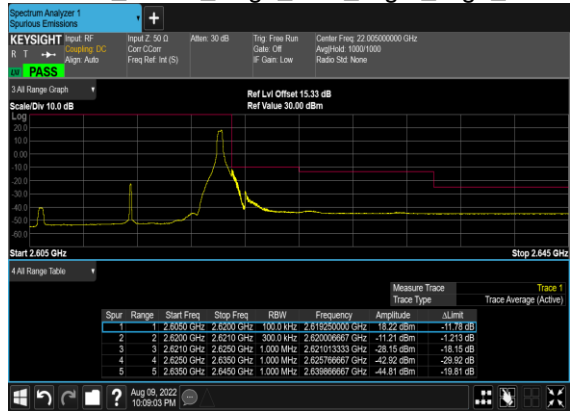 Spectrum Analyzer 1
Spurious Emissions
KEYSIGHT Input: RF Input Z: 50 Ω Atten: 30 dB Trig: Free Run Center Freq: 22.005000000 GHz
R T Coupling: DC Corr CCorr Gate: Off Avg|Hold: 1000/1000
Align: Auto Freq Ref: Int (S) IF Gain: Low Radio Std: None
PASS
3 All Range Graph
Ref Lvl Offset 15.33 dB
Scale/Div 10.0 dB Ref Value 30.00 dBm
Log
20.0
10.0
0.00
-10.0
-20.0
-30.0
-40.0
-50.0
-60.0
Start 2.605 GHz Stop 2.645 GHz
4 All Range Table
Measure Trace Trace 1
Trace Type Trace Average (Active)
Spur Range Start Freq Stop Freq RBW Frequency Amplitude ΔLimit
1 1 2.6050 GHz 2.6200 GHz 100.0 kHz 2.619250000 GHz 18.22 dBm -11.78 dB
2 2 2.6200 GHz 2.6210 GHz 300.0 kHz 2.620006667 GHz -11.21 dBm -1.213 dB
3 3 2.6210 GHz 2.6250 GHz 1.000 MHz 2.621013333 GHz -28.15 dBm -18.15 dB
4 4 2.6250 GHz 2.6350 GHz 1.000 MHz 2.625766667 GHz -42.92 dBm -29.92 dB
5 5 2.6350 GHz 2.6450 GHz 1.000 MHz 2.639866667 GHz -44.81 dBm -19.81 dB
Aug 09, 2022
10:09:03 PM